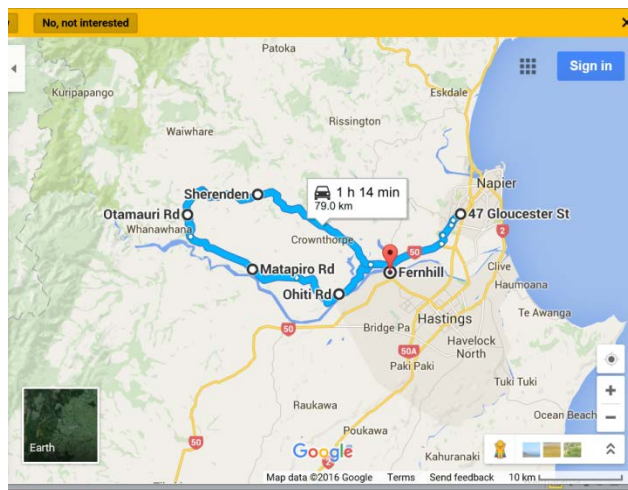 No, not interested
Patoka
Sign in
Kuripapango
Eskdale
Rissington
Waiwhare
Napier
Sherenden
1 h 14 min
79.0 km
Otamauri Rd
47 Gloucester St
Whanawhana
2
Crownthorpe
50
Matapiro Rd
Fernhill
Clive
Haumoana
Ohiti Rd
Te Awanga
Hastings
50
Bridge Pa
Havelock
North
50A
Paki Paki
Tuki Tuki
Raukawa
Ocean Beach
Poukawa
50
Earth
Google
Kahuranaki
Map data ©2016 Google Terms Send feedback 10 km